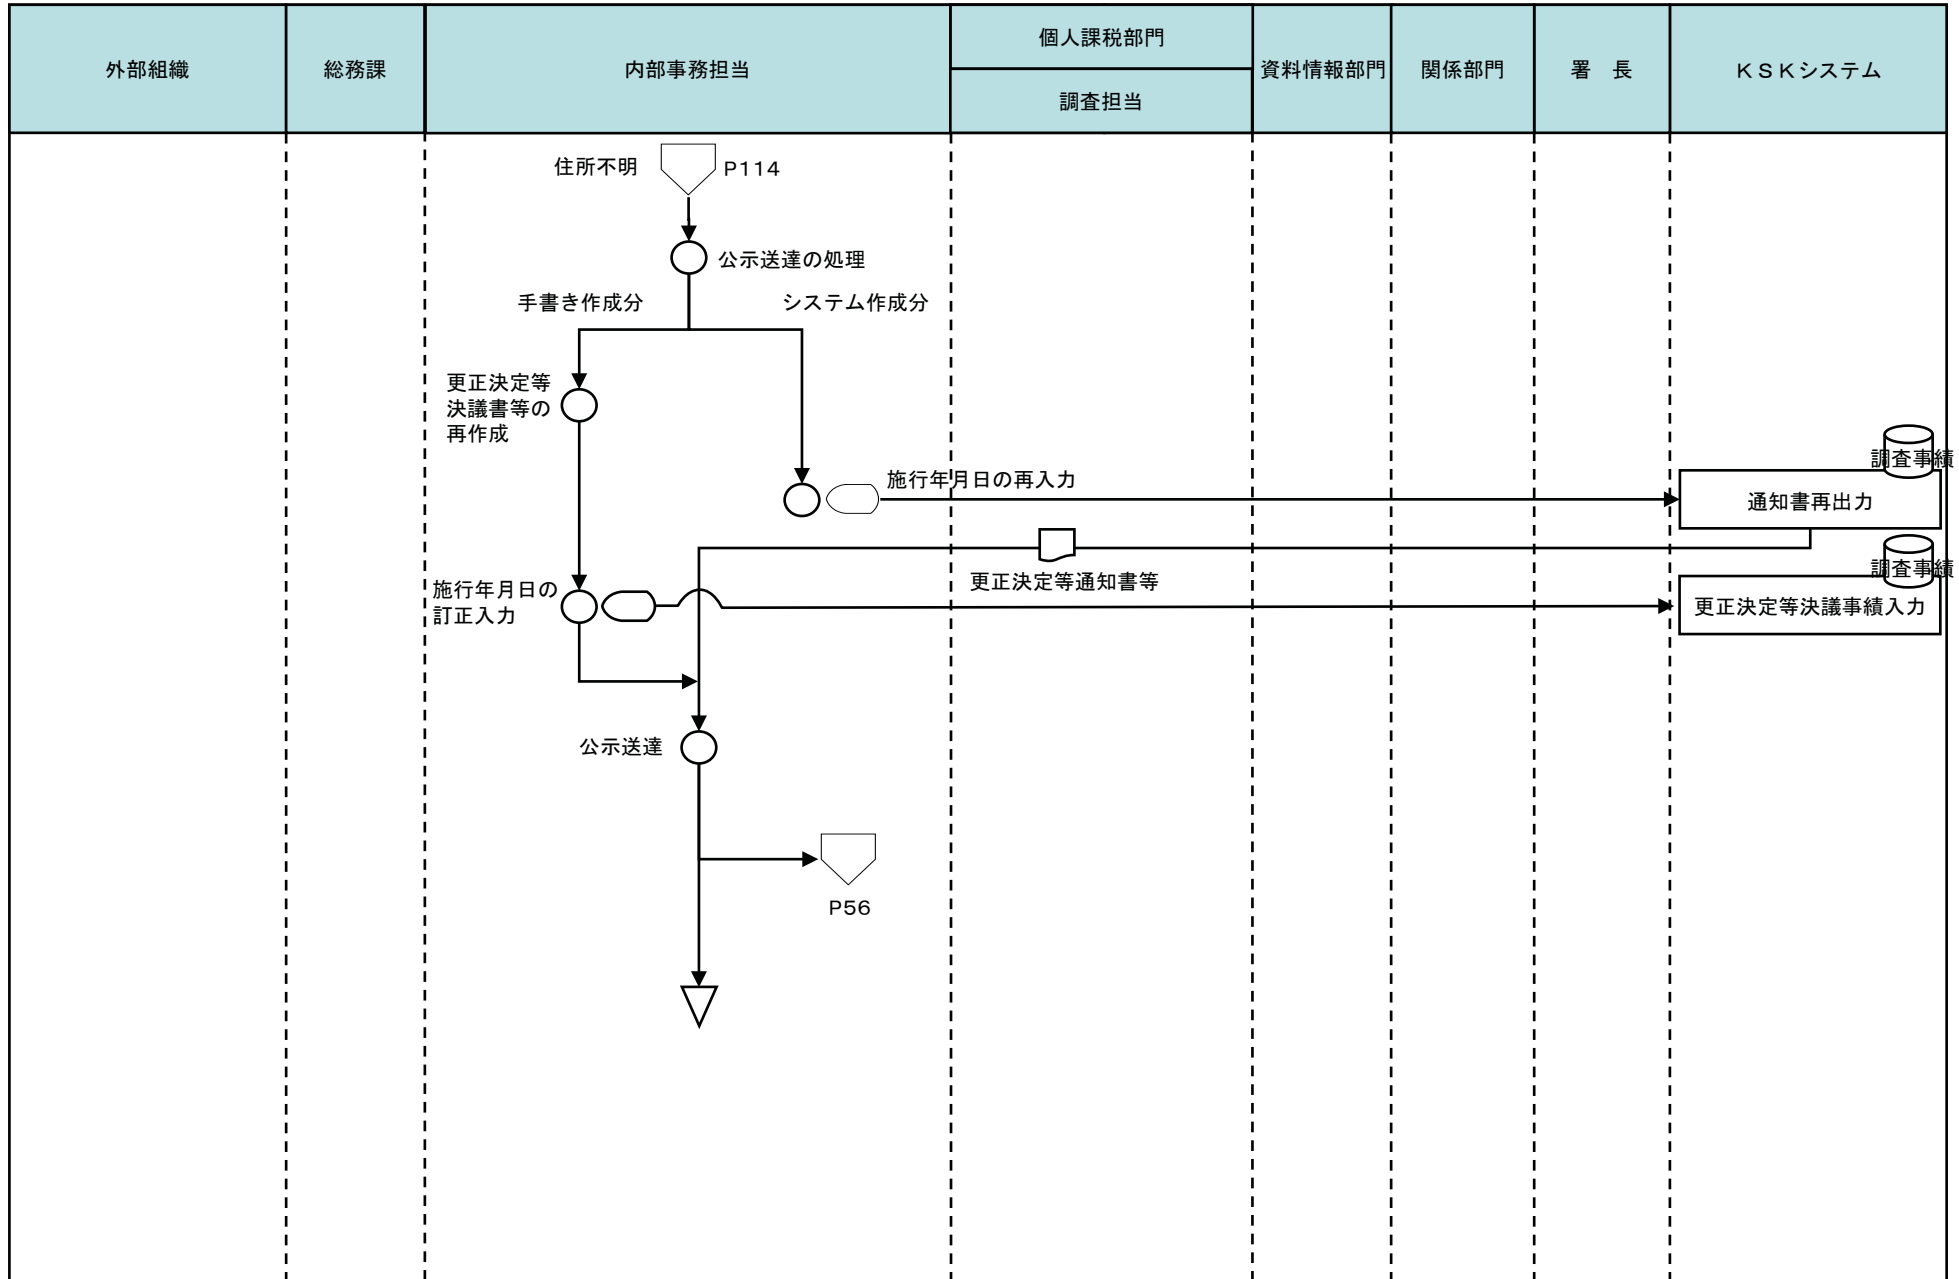 外部組織
総務課
内部事務担当
個人課税部門
調査担当
資料情報部門
関係部門
署　長
ＫＳＫシステム
住所不明
P114
公示送達の処理
手書き作成分
システム作成分
更正決定等
決議書等の
再作成
施行年月日の再入力
調査事績
通知書再出力
更正決定等通知書等
調査事績
施行年月日の
訂正入力
更正決定等決議事績入力
公示送達
P56